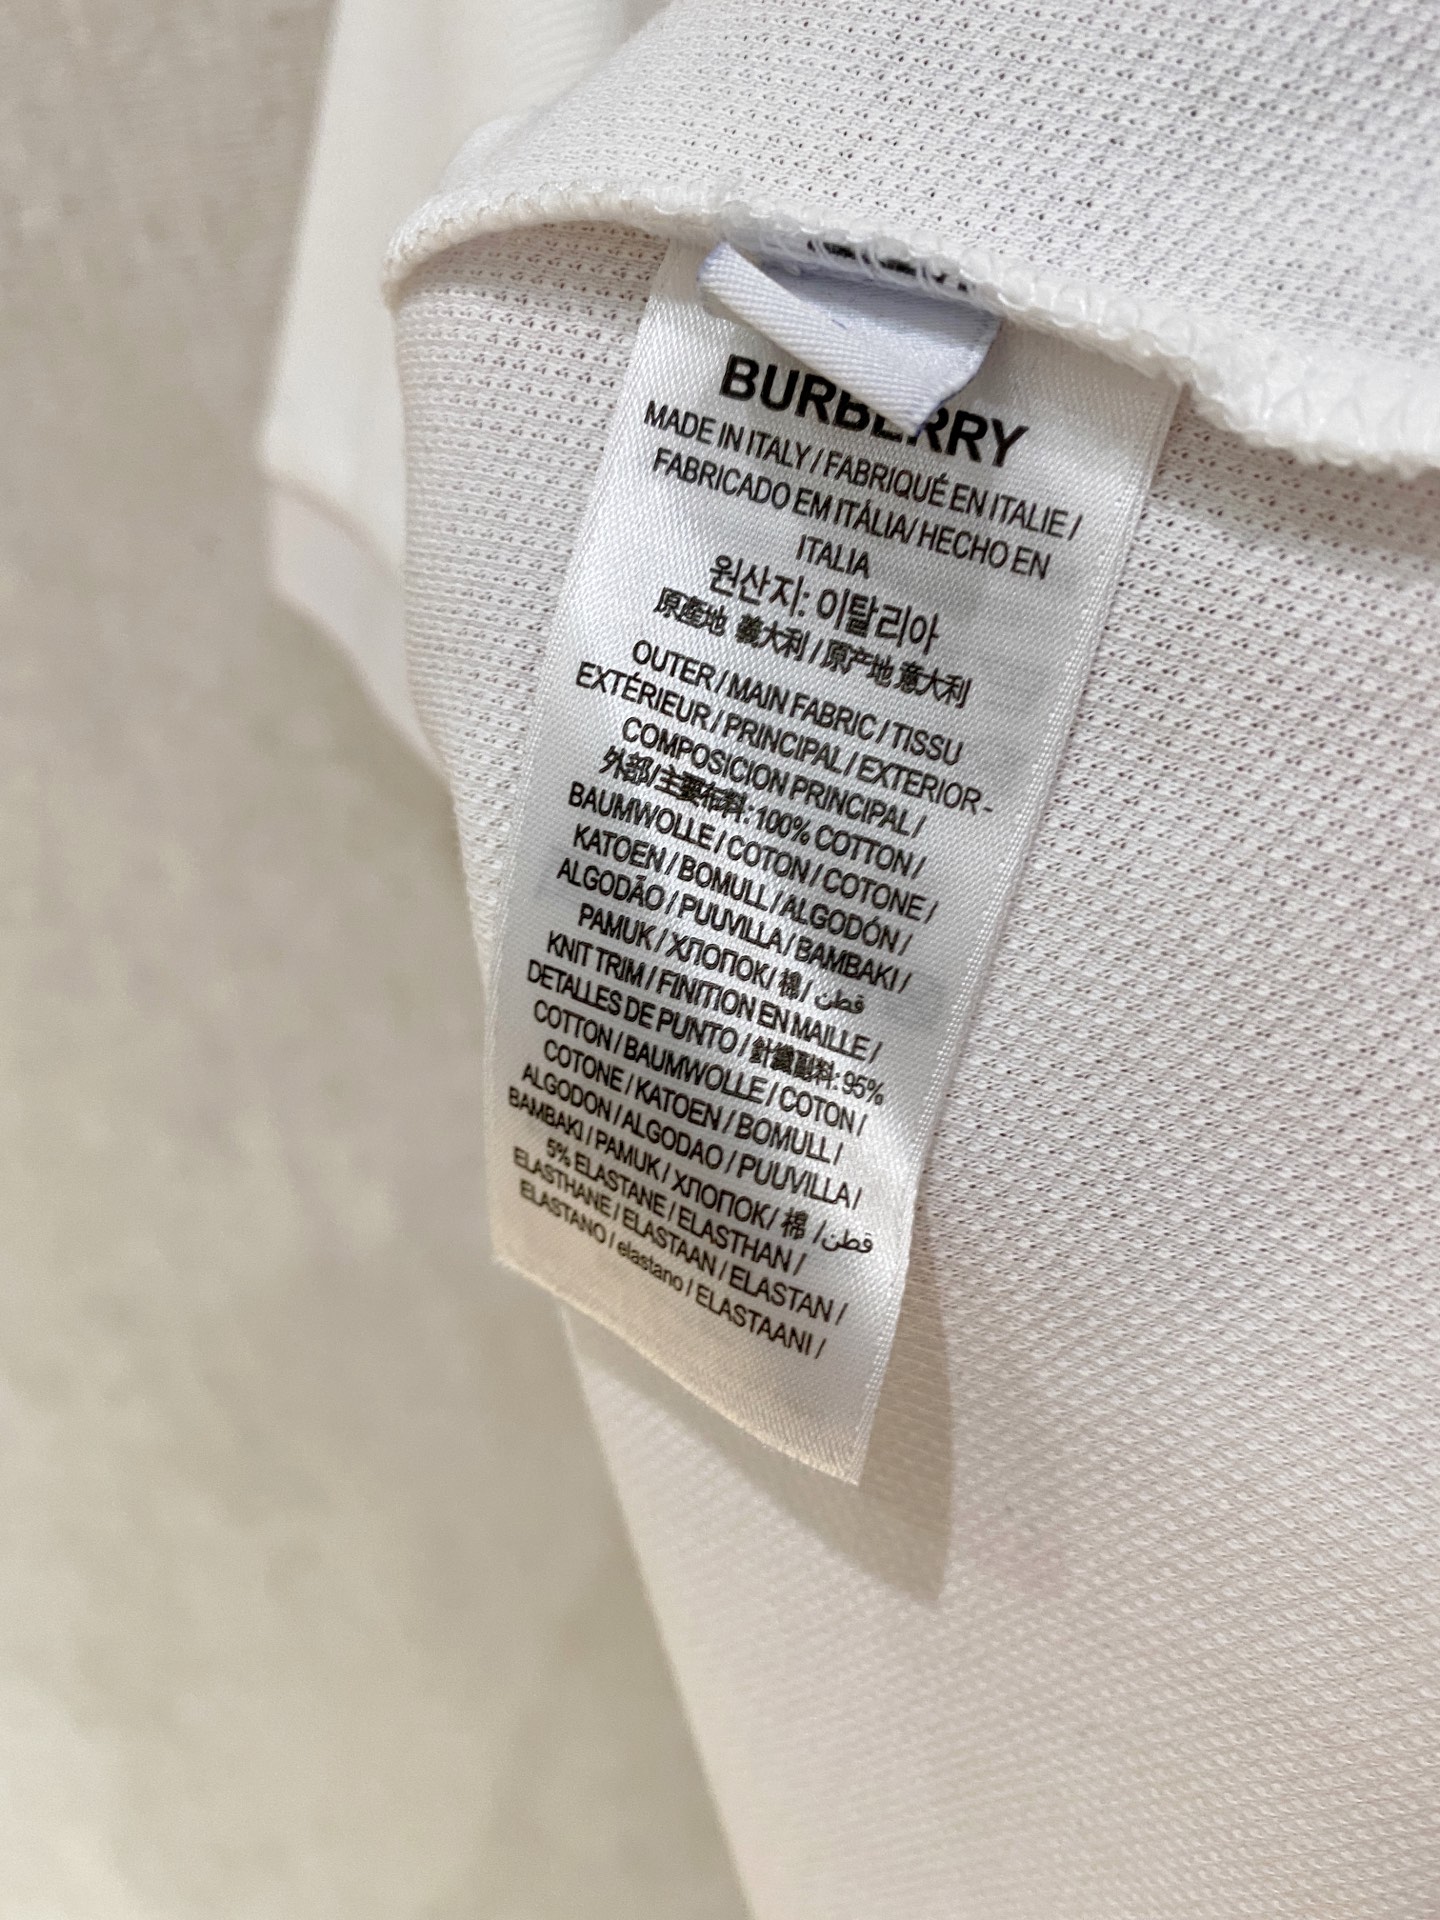 BURBERRY
MADE IN ITALY / FABRIQUÉ EN ITALIE /
FABRICADO EM ITÁLIA/ HECHO EN
ITALIA
원산지: 이탈리아
原產地 義大利 / 原产地 意大利
OUTER / MAIN FABRIC / TISSU
EXTÉRIEUR / PRINCIPAL / EXTERIOR-
COMPOSICION PRINCIPAL /
外部/主要布料: 100% COTTON /
BAUMWOLLE / COTON / COTONE /
KATOEN / BOMULL / ALGODÓN /
ALGODÃO / PUUVILLA / BAMBAKI /
PAMUK / ХЛОПОК/ 棉/ قطن
KNIT TRIM / FINITION EN MAILLE /
DETALLES DE PUNTO / 針織副料: 95%
COTTON / BAUMWOLLE / COTON /
COTONE / KATOEN / BOMULL /
ALGODON / ALGODAO / PUUVILLA /
BAMBAKI / PAMUK / ХЛОПОК/ 棉 / قطن
5% ELASTANE / ELASTHAN /
ELASTHANE / ELASTAAN / ELASTAN /
ELASTANO / elastano / ELASTAANI /